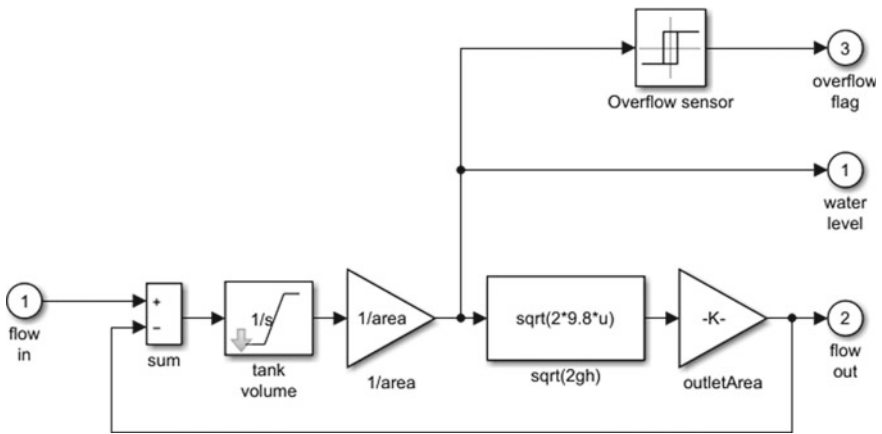 3
Overflow sensor
overflow
flag
1
water
level
1
flow
in
+
−
sum
1/s
tank
volume
1/area
1/area
sqrt(2*9.8*u)
sqrt(2gh)
-K-
outletArea
2
flow
out